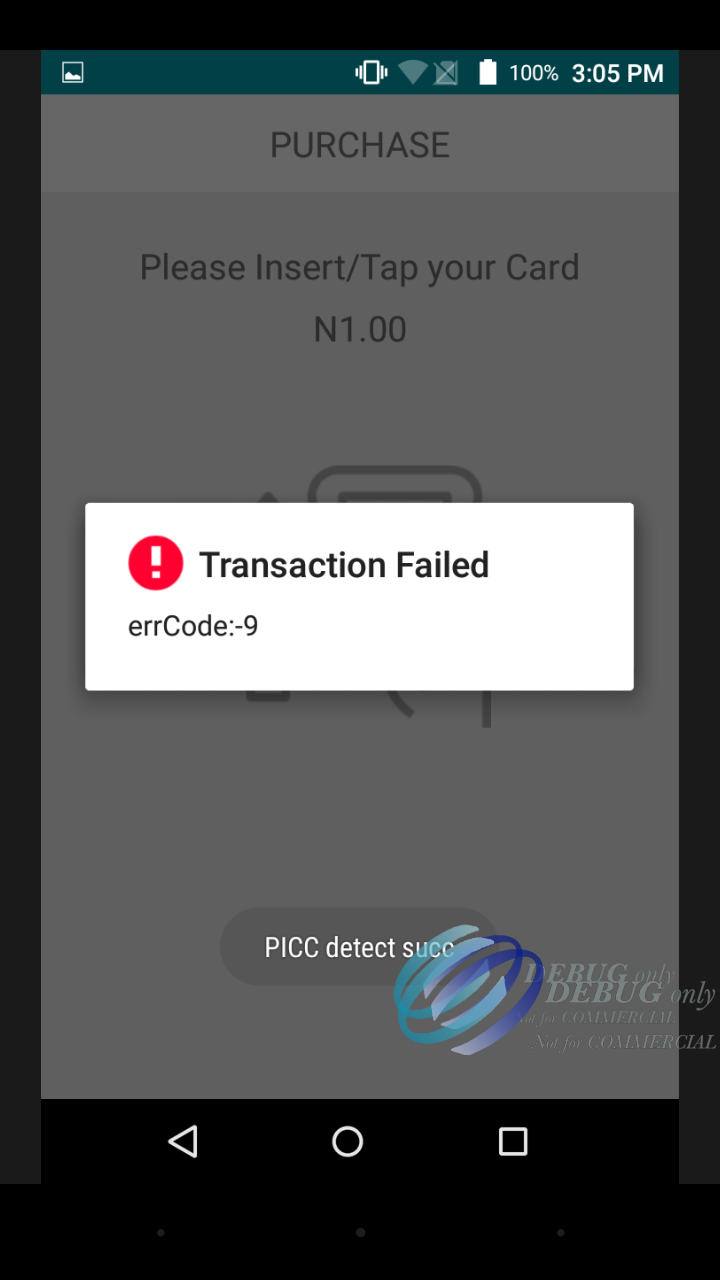 100% 3:05 PM
PURCHASE
Please Insert/Tap your Card
N1.00
Transaction Failed
errCode:-9
PICC detect succ
DEBUG only
DEBUG only
Not for COMMERCIAL
Not for COMMERCIAL